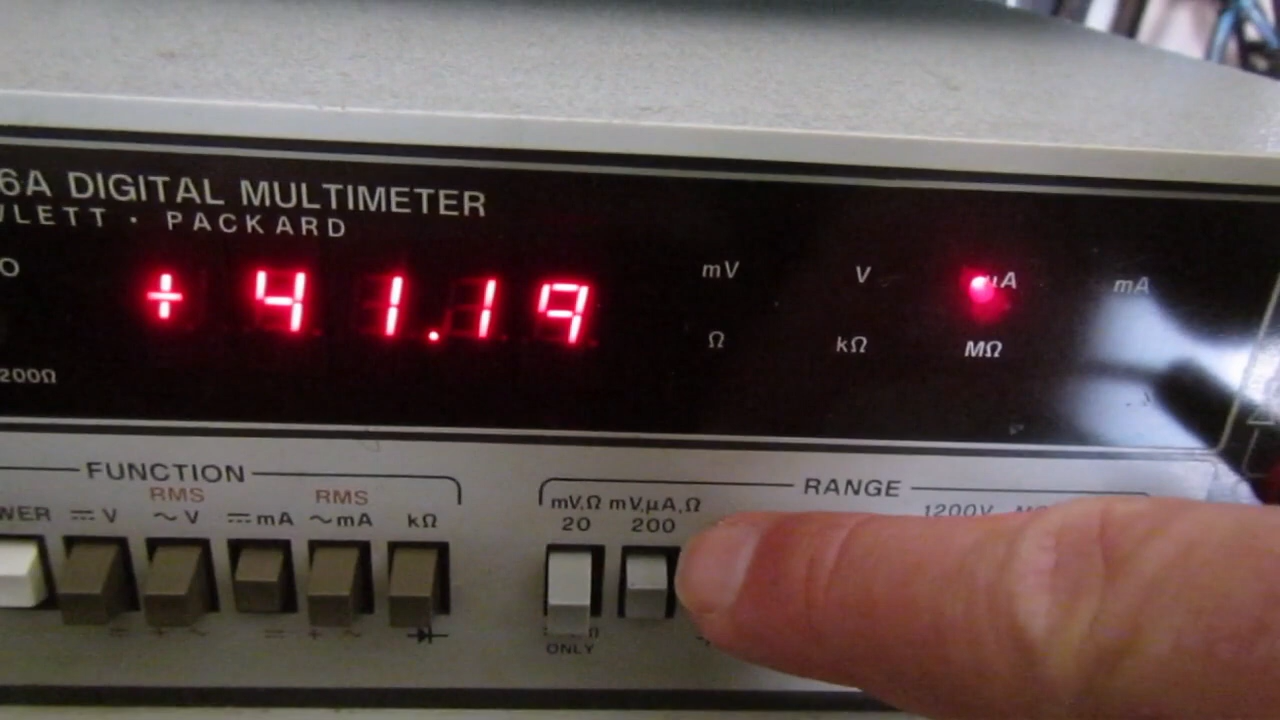 6A DIGITAL MULTIMETER
LETT · PACKARD
+41.19
mV V µA mA
Ω kΩ MΩ
200Ω
FUNCTION
RANGE
RMS RMS
WER ⎓V ~V ⎓mA ~mA kΩ
mV,Ω mV,µA,Ω
20 200
1200V
ONLY